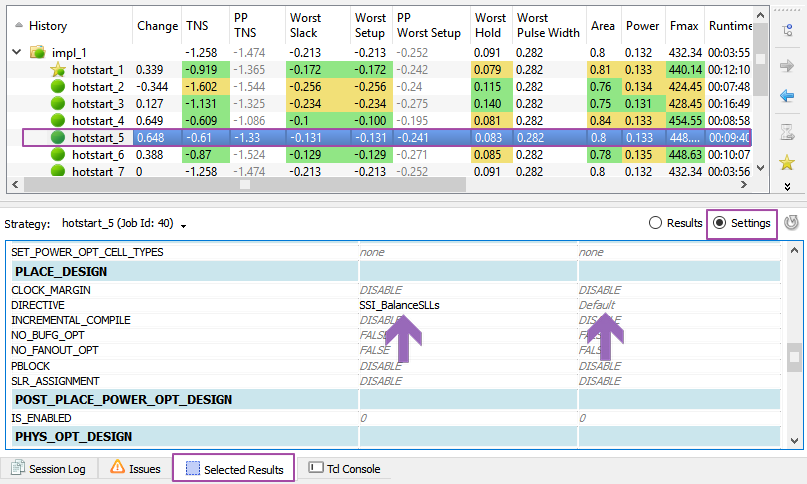 History Change TNS PP TNS Worst Slack Worst Setup PP Worst Setup Worst Hold Worst Pulse Width Area Power Fmax Runtime
impl_1 -1.258 -1.474 -0.213 -0.213 -0.252 0.091 0.282 0.8 0.132 432.34 00:03:55
hotstart_1 0.339 -0.919 -1.365 -0.172 -0.172 -0.242 0.079 0.282 0.81 0.133 440.14 00:12:10
hotstart_2 -0.344 -1.602 -1.544 -0.256 -0.256 -0.24 0.115 0.282 0.76 0.134 424.45 00:07:48
hotstart_3 0.127 -1.131 -1.325 -0.234 -0.234 -0.275 0.140 0.282 0.75 0.131 428.45 00:16:49
hotstart_4 0.649 -0.609 -1.086 -0.1 -0.100 -0.195 0.081 0.282 0.84 0.133 454.55 00:08:58
hotstart_5 0.648 -0.61 -1.33 -0.131 -0.131 -0.241 0.083 0.282 0.8 0.133 448.... 00:09:40
hotstart_6 0.388 -0.87 -1.524 -0.129 -0.129 -0.271 0.085 0.282 0.78 0.135 448.63 00:10:07
hotstart_7 0 -1.258 -1.474 -0.213 -0.213 -0.252 0.091 0.282 0.8 0.132 432.34 00:03:56
Strategy: hotstart_5 (Job Id: 40) Results Settings
SET_POWER_OPT_CELL_TYPES none none
PLACE_DESIGN
CLOCK_MARGIN DISABLE DISABLE
DIRECTIVE SSI_BalanceSLLs Default
INCREMENTAL_COMPILE DISABLE DISABLE
NO_BUFG_OPT FALSE FALSE
NO_FANOUT_OPT FALSE FALSE
PBLOCK DISABLE DISABLE
SLR_ASSIGNMENT DISABLE DISABLE
POST_PLACE_POWER_OPT_DESIGN
IS_ENABLED 0 0
PHYS_OPT_DESIGN
Session Log Issues Selected Results Tcl Console